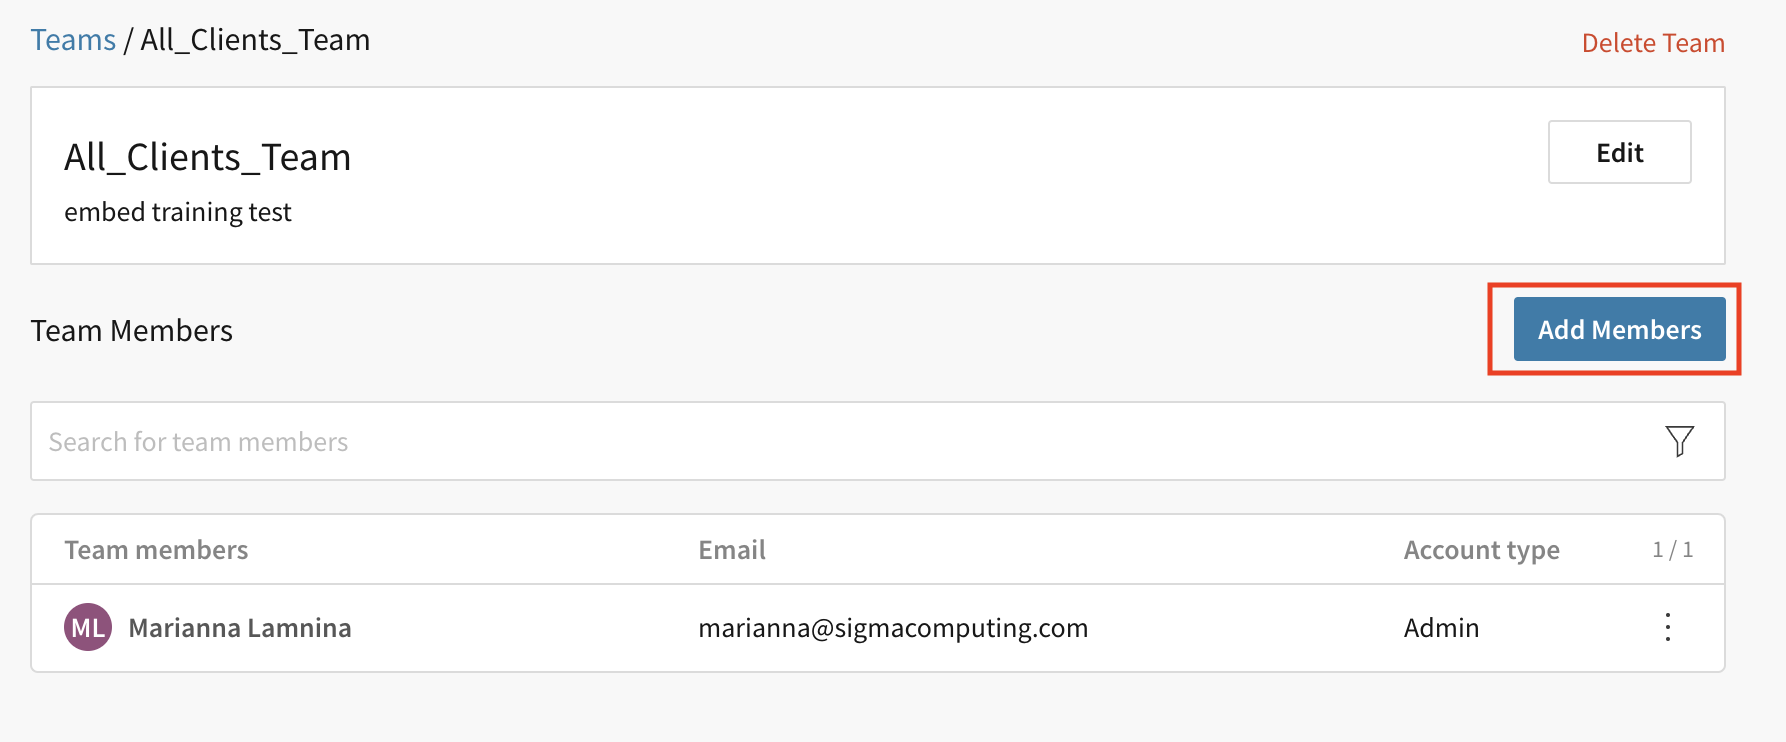 Teams / All_Clients_Team
Delete Team
All_Clients_Team
Edit
embed training test
Team Members
Add Members
Search for team members
Team members Email Account type 1 / 1
ML Marianna Lamnina marianna@sigmacomputing.com Admin